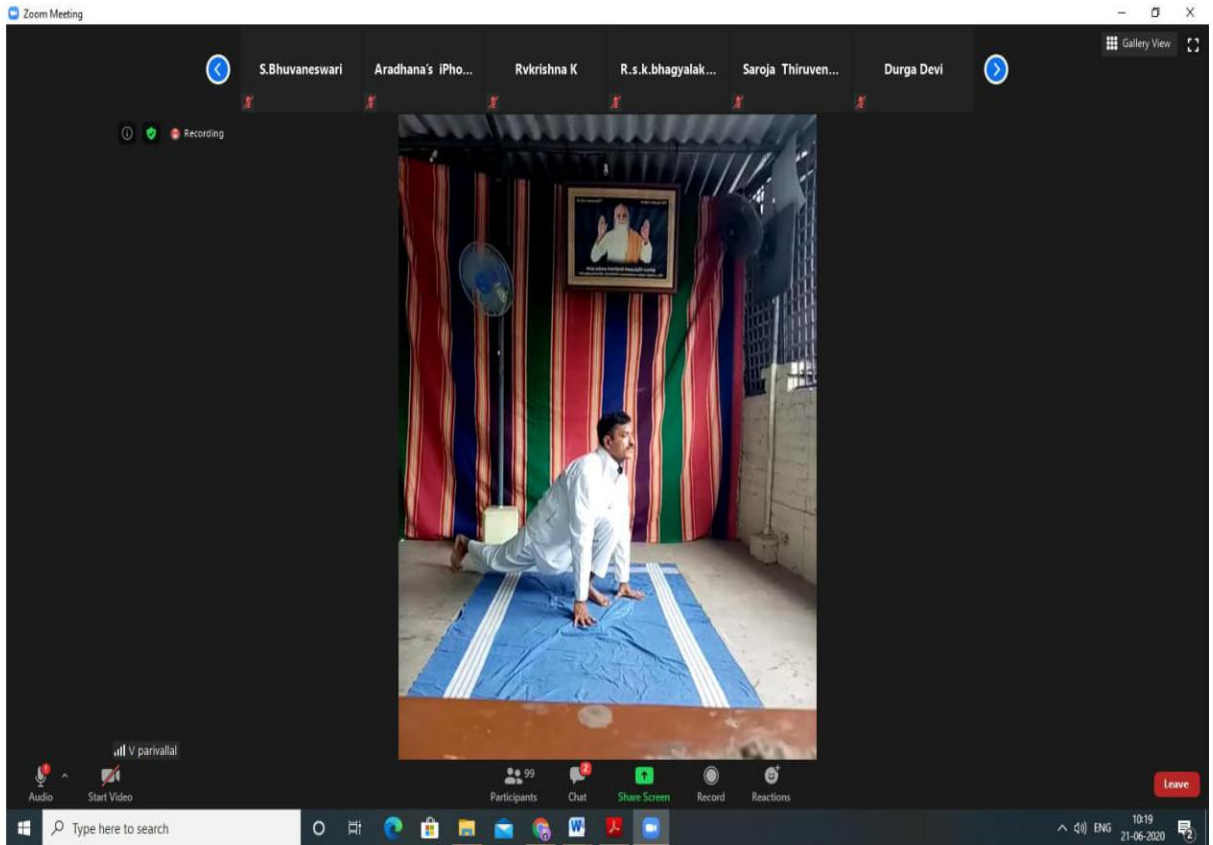 Zoom Meeting
Gallery View
S.Bhuvaneswari
Aradhana's iPho...
Rvkrishna K
R.s.k.bhagyalak...
Saroja Thiruven...
Durga Devi
Recording
V parivallal
Audio
Start Video
99
Participants
2
Chat
Share Screen
Record
Reactions
Leave
Type here to search
ENG
10:19
21-06-2020
2